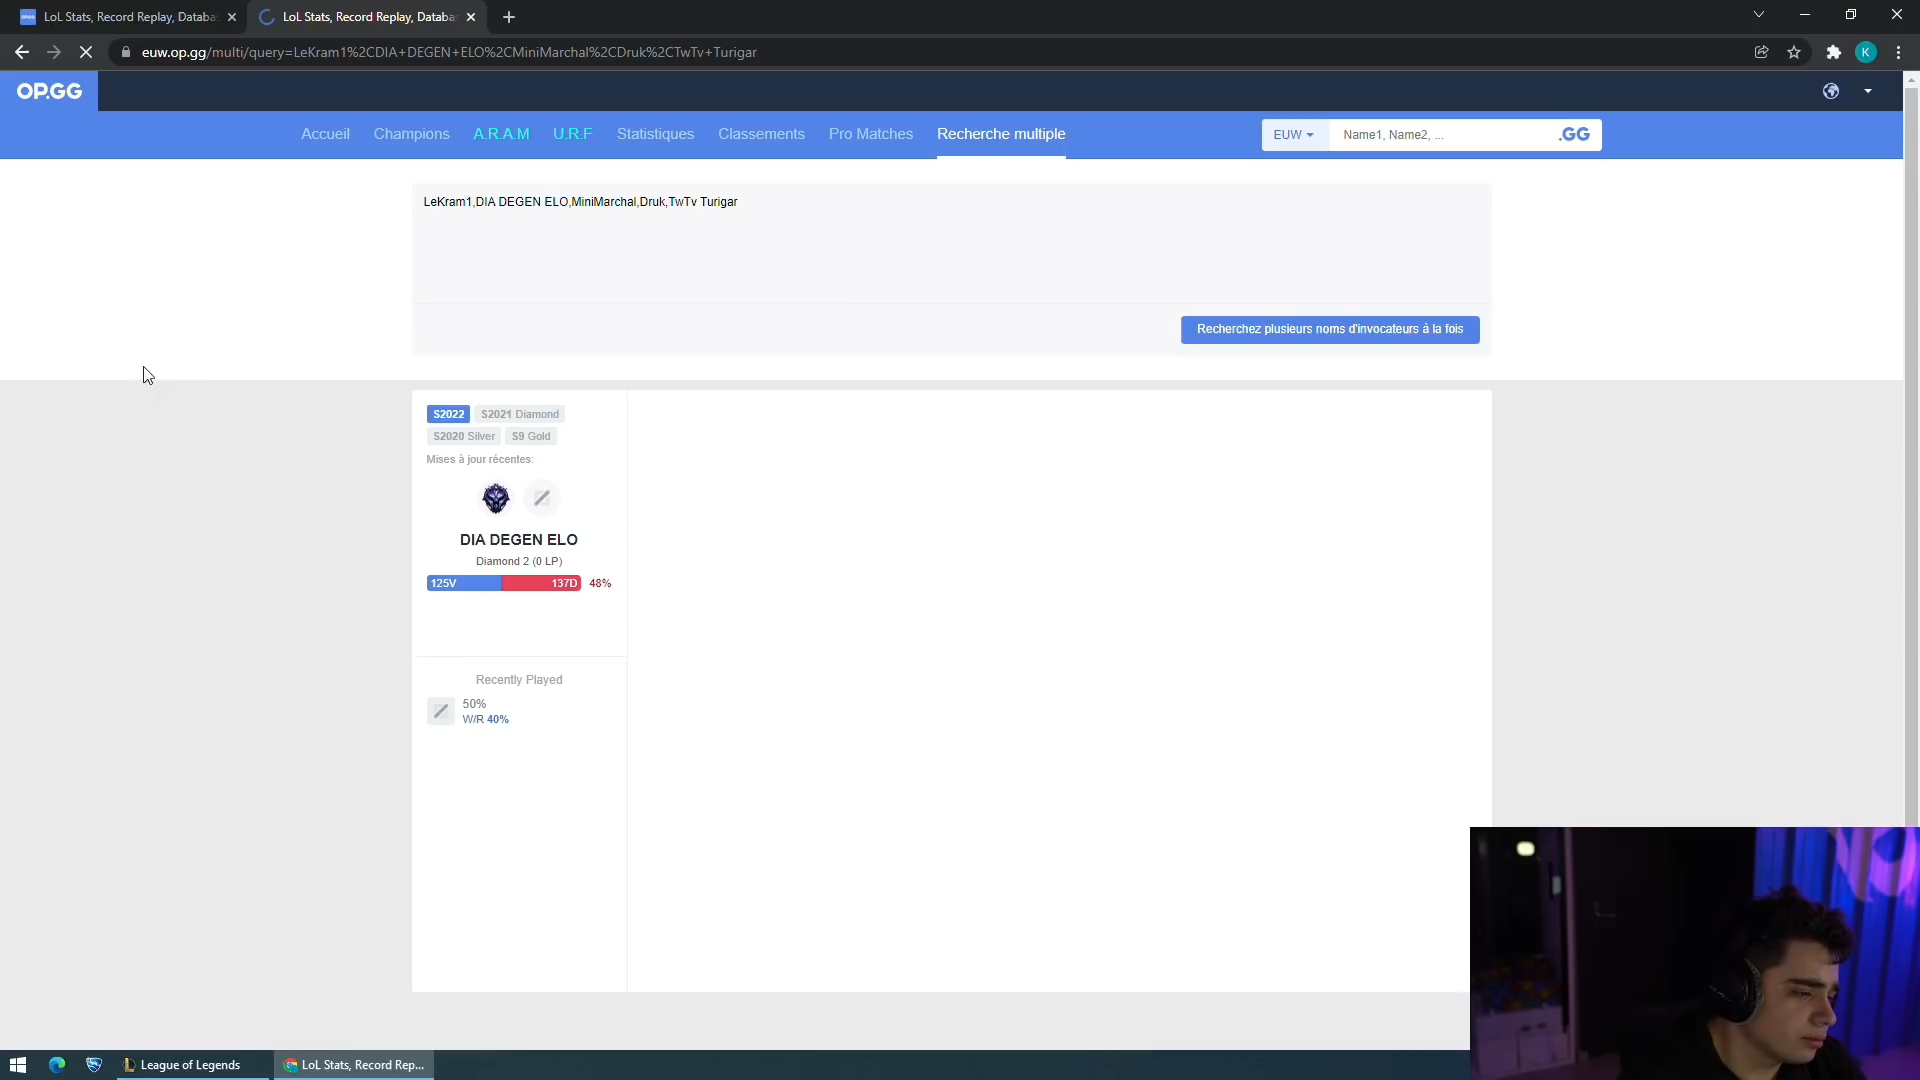 LoL Stats, Record Replay, Databa
LoL Stats, Record Replay, Databa
euw.op.gg/multi/query=LeKram1%2CDIA+DEGEN+ELO%2CMiniMarchal%2CDruk%2CTwTv+Turigar
K
OP.GG
Accueil
Champions
A.R.A.M
U.R.F
Statistiques
Classements
Pro Matches
Recherche multiple
EUW
Name1, Name2, ...
.GG
LeKram1,DIA DEGEN ELO,MiniMarchal,Druk,TwTv Turigar
Recherchez plusieurs noms d'invocateurs à la fois
S2022 S2021 Diamond
S2020 Silver S9 Gold
Mises à jour récentes:
DIA DEGEN ELO
Diamond 2 (0 LP)
125V 137D 48%
Recently Played
50%
W/R 40%
League of Legends
LoL Stats, Record Rep...